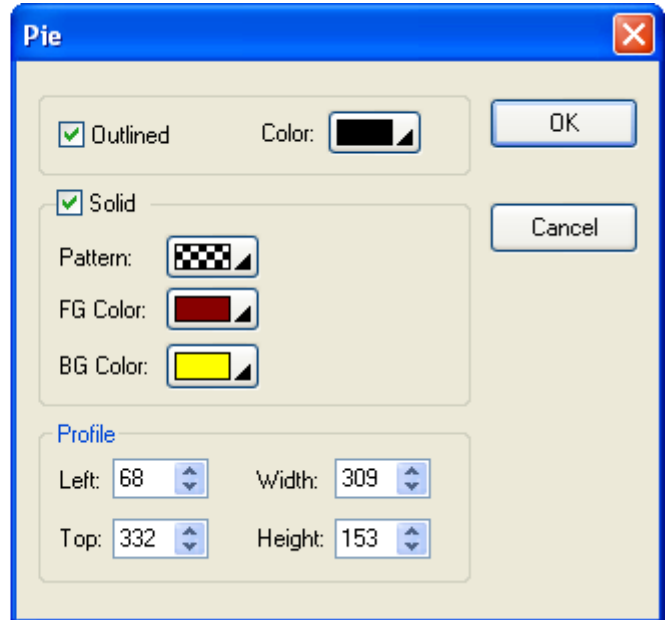 Pie
Outlined Color:
OK
Solid
Cancel
Pattern:
FG Color:
BG Color:
Profile
Left: 68 Width: 309
Top: 332 Height: 153